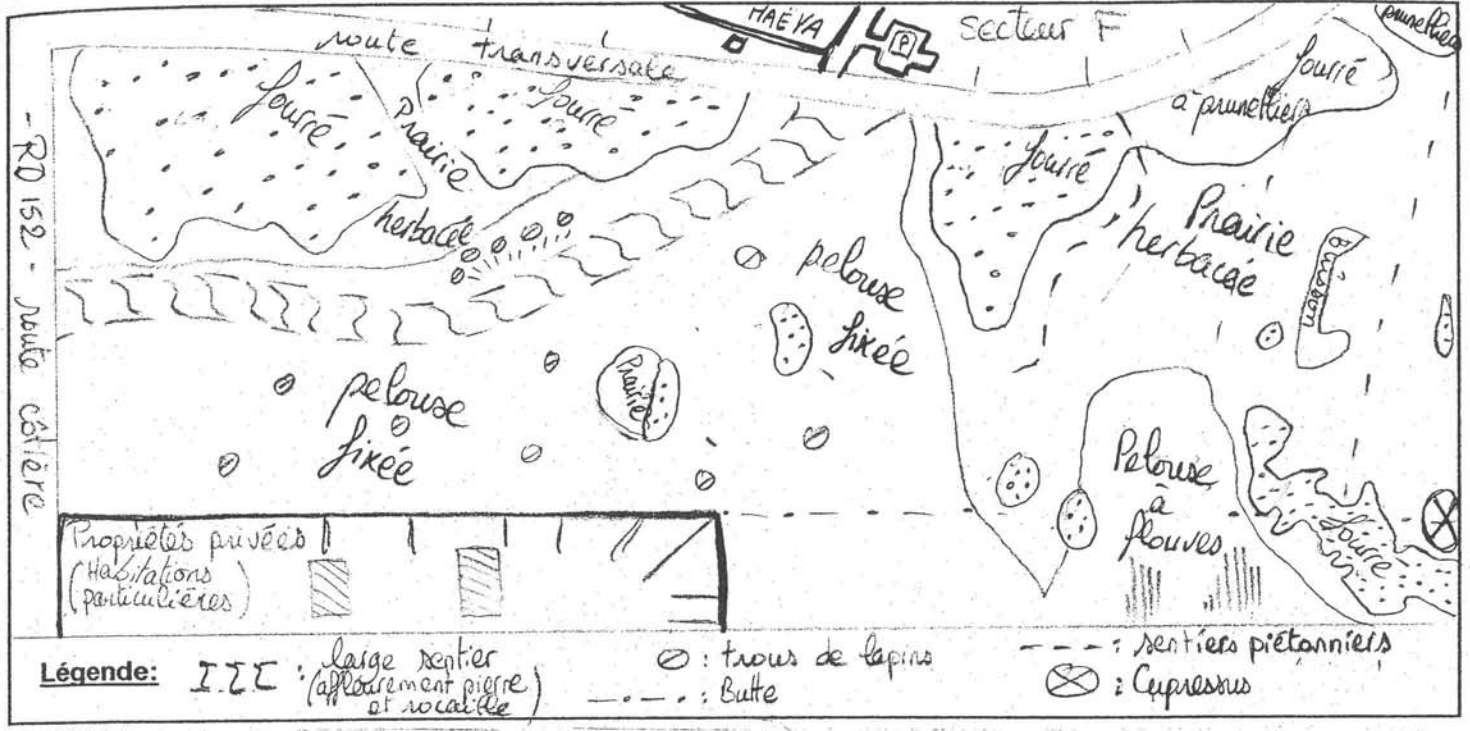 MAËVA
P
secteur F
prunelliers
route transversale
fourré
Prairie
herbacée
fourré
fourré
à prunelliers
fourré
Prairie
herbacée
Buisson
- RD 152 - route côtière
pelouse
fixée
pelouse
fixée
Prairie
Pelouse
à
flouves
fourré
Propriétés privées
(Habitations
particulières)
Légende:
: large sentier
(affleurement pierre
et rocaille)
: trous de lapins
: Butte
: sentiers piétonniers
: Cupressus